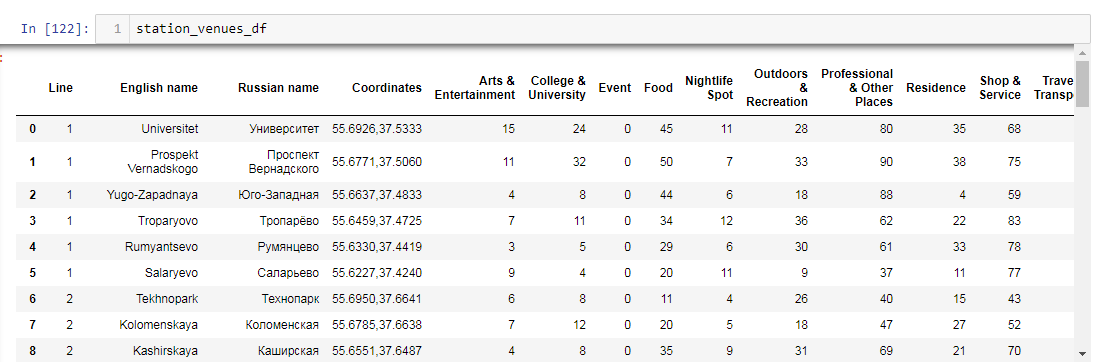 In [122]: 1 station_venues_df
Line English name Russian name Coordinates Arts & Entertainment College & University Event Food Nightlife Spot Outdoors & Recreation Professional & Other Places Residence Shop & Service Trave Transp
0 1 Universitet Университет 55.6926,37.5333 15 24 0 45 11 28 80 35 68
1 1 Prospekt Vernadskogo Проспект Вернадского 55.6771,37.5060 11 32 0 50 7 33 90 38 75
2 1 Yugo-Zapadnaya Юго-Западная 55.6637,37.4833 4 8 0 44 6 18 88 4 59
3 1 Troparyovo Тропарёво 55.6459,37.4725 7 11 0 34 12 36 62 22 83
4 1 Rumyantsevo Румянцево 55.6330,37.4419 3 5 0 29 6 30 61 33 78
5 1 Salaryevo Саларьево 55.6227,37.4240 9 4 0 20 11 9 37 11 77
6 2 Tekhnopark Технопарк 55.6950,37.6641 6 8 0 11 4 26 40 15 43
7 2 Kolomenskaya Коломенская 55.6785,37.6638 7 12 0 20 5 18 47 27 52
8 2 Kashirskaya Каширская 55.6551,37.6487 4 8 0 35 9 31 69 21 70